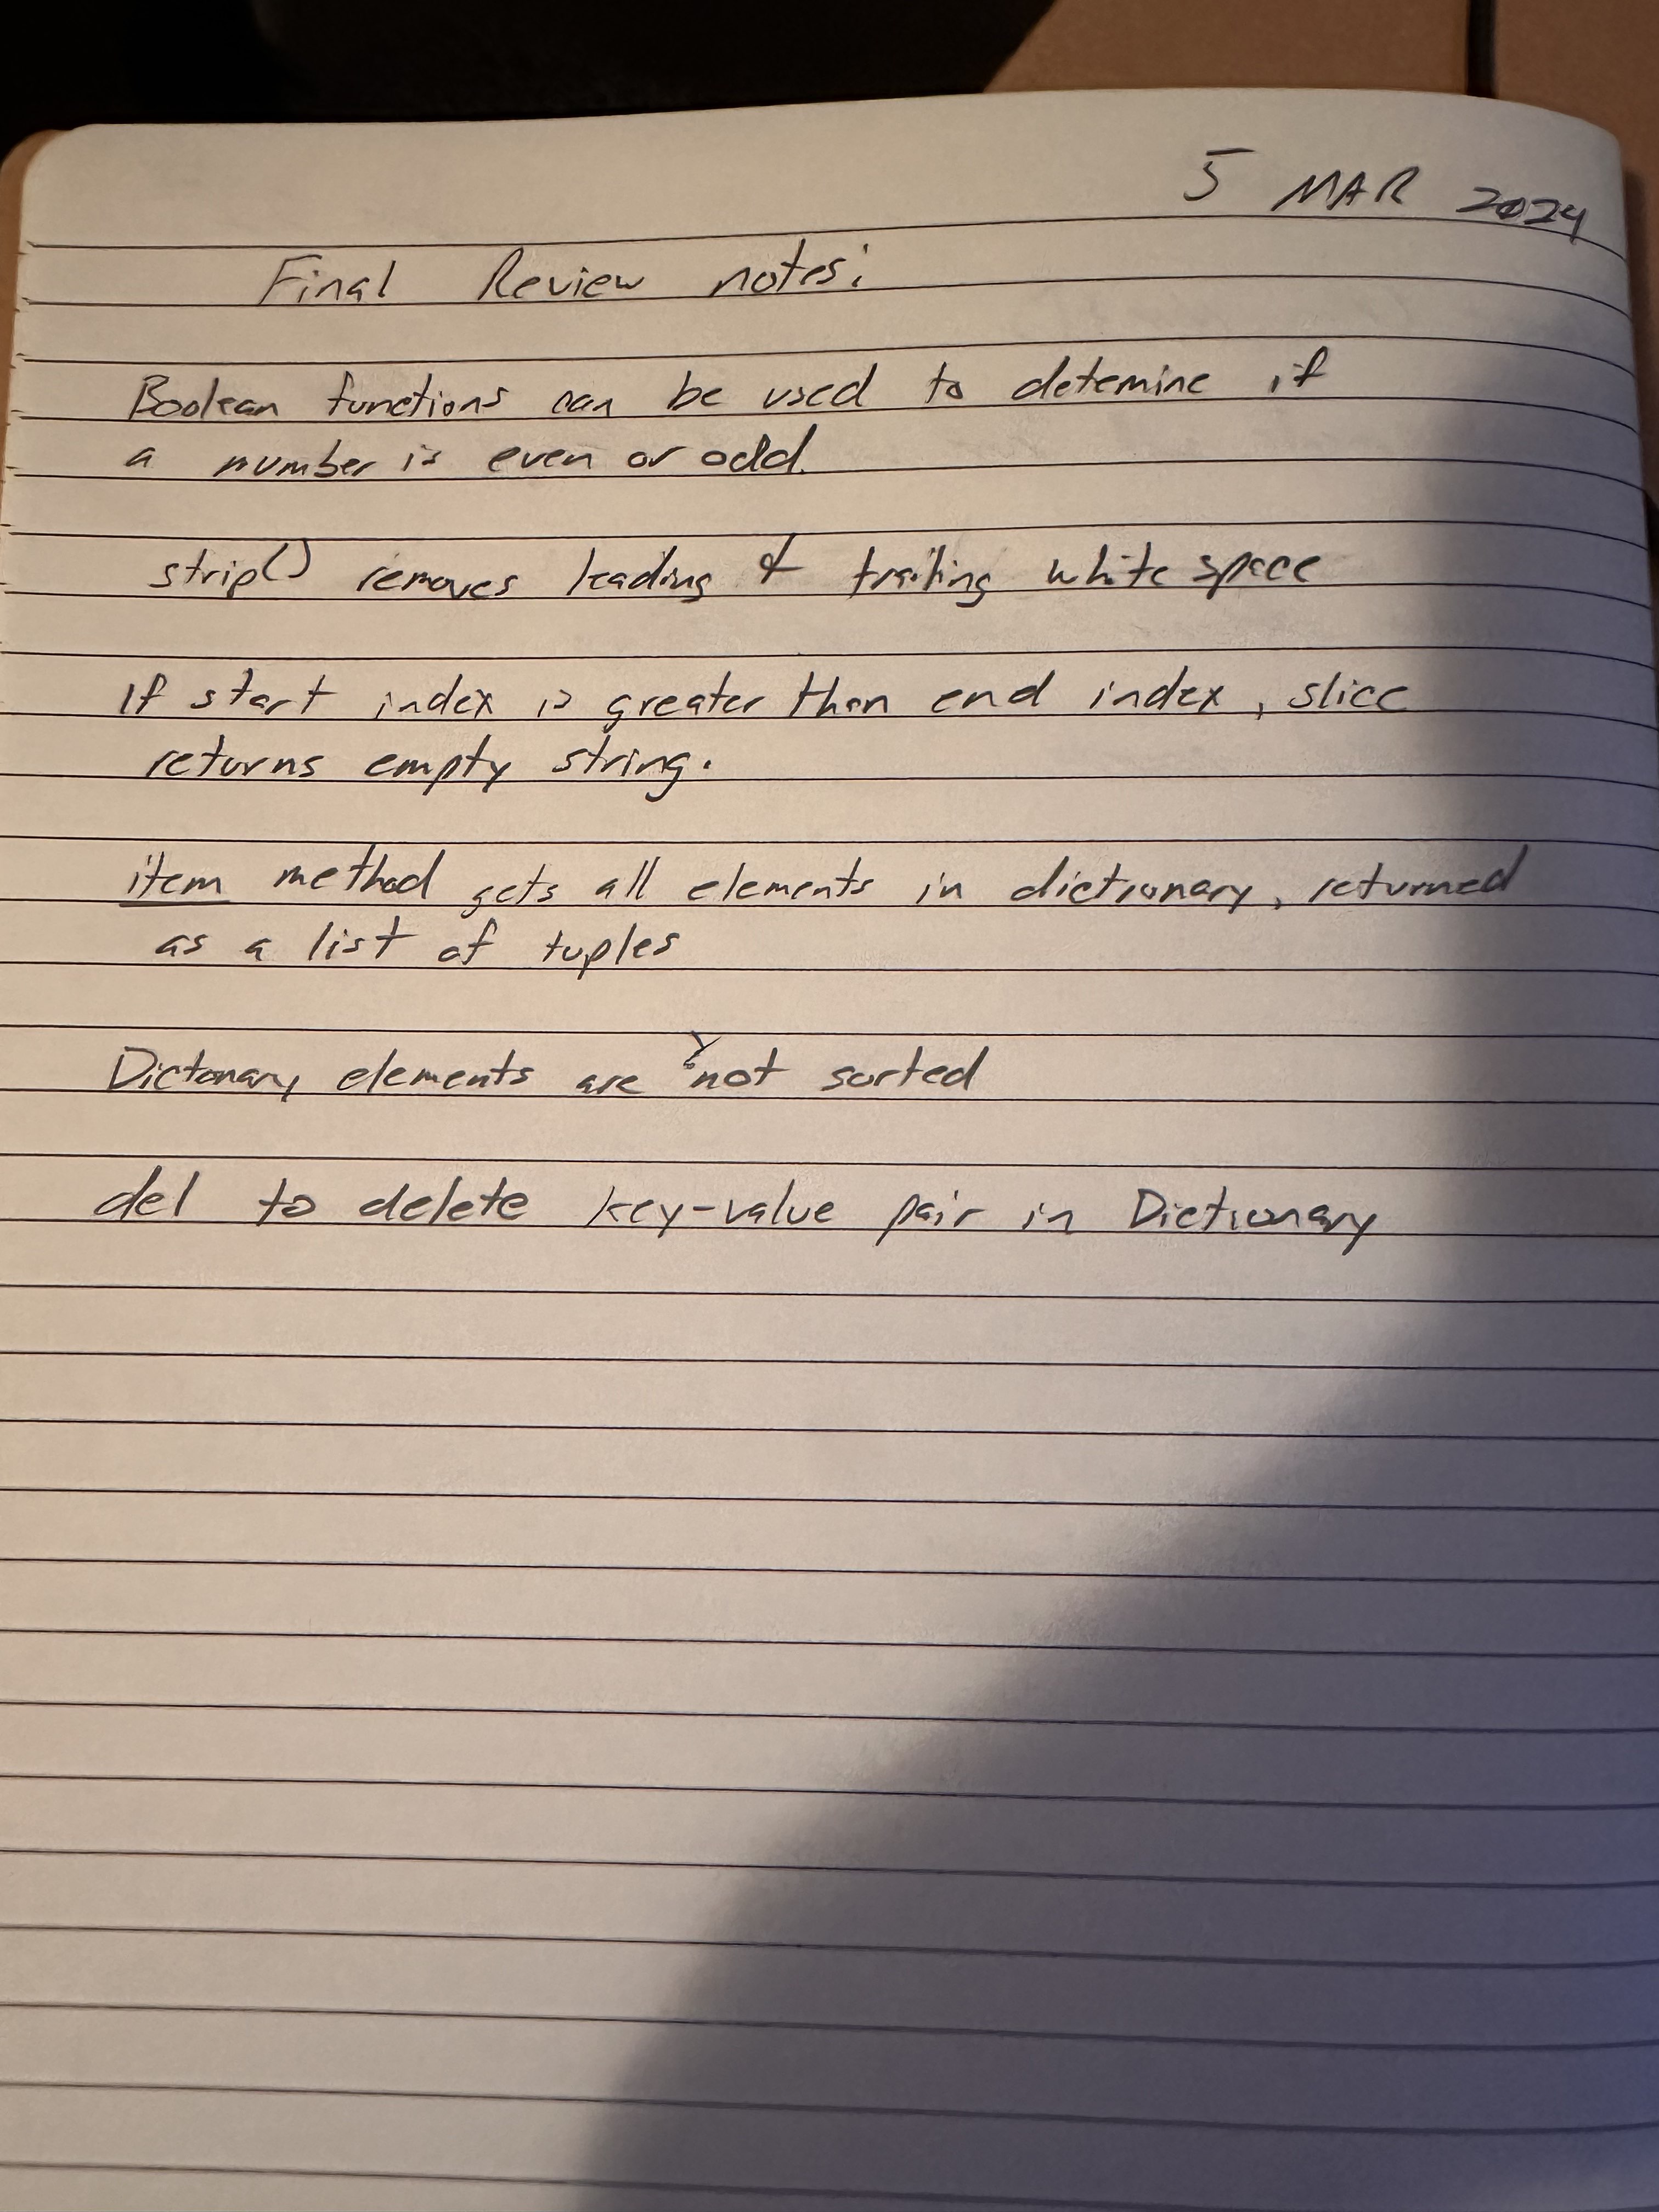 5 MAR 2024
Final Review notes:
Boolean functions can be used to detemine if
a number is even or odd.
strip() removes leading & trailing white space
If start index is greater than end index, slice
returns empty string.
item method gets all elements in dictionary, returned
as a list of tuples
Dictonary elements are not sorted
del to delete key-value pair in Dictionary